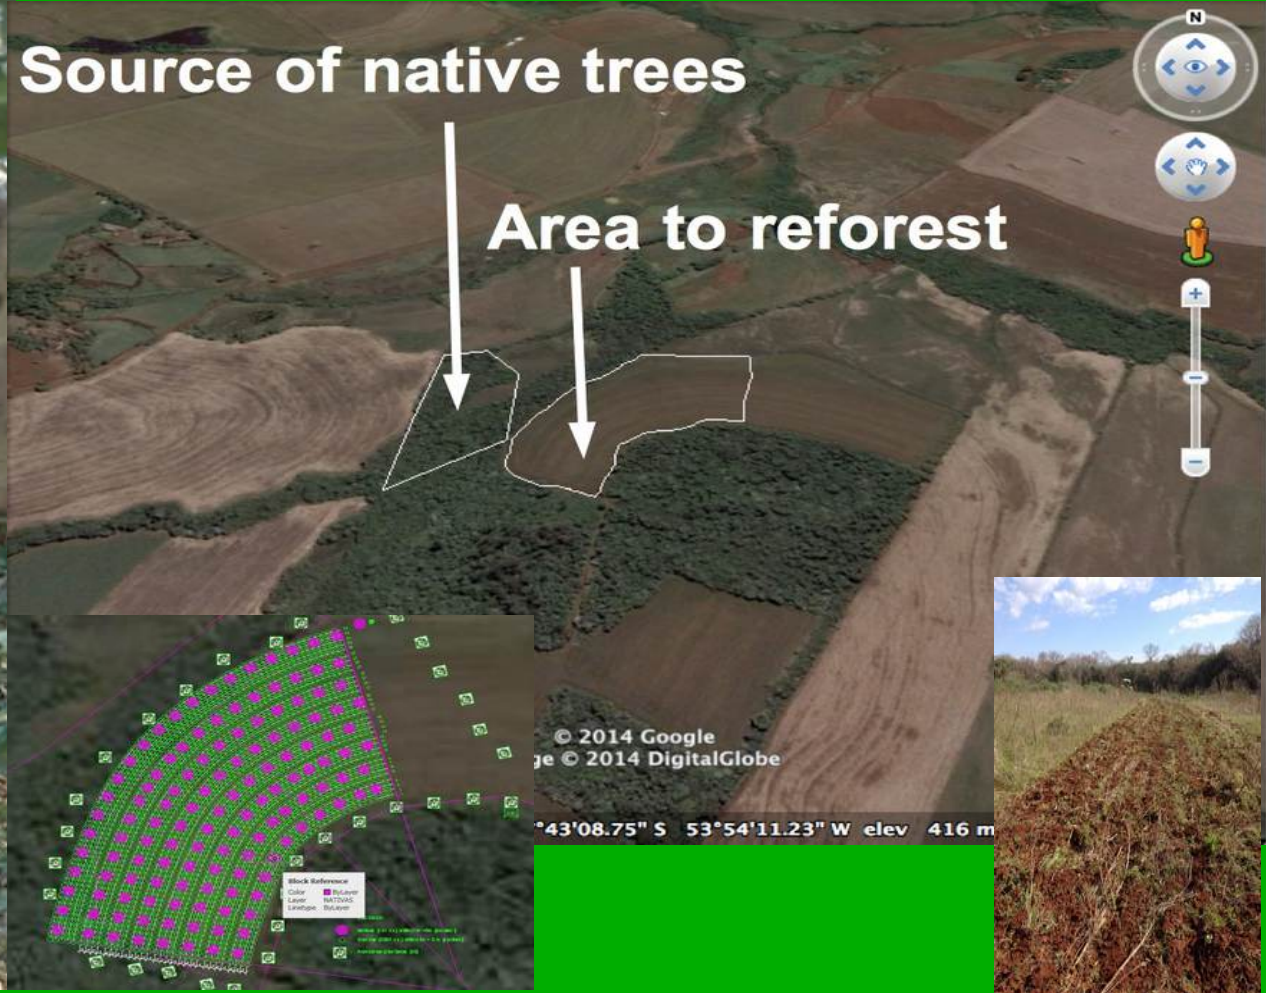 N
Source of native trees
Area to reforest
© 2014 Google
ge © 2014 DigitalGlobe
°43'08.75" S 53°54'11.23" W elev 416 m
Block Reference
Color ByLayer
Layer NATIVAS
Linetype ByLayer